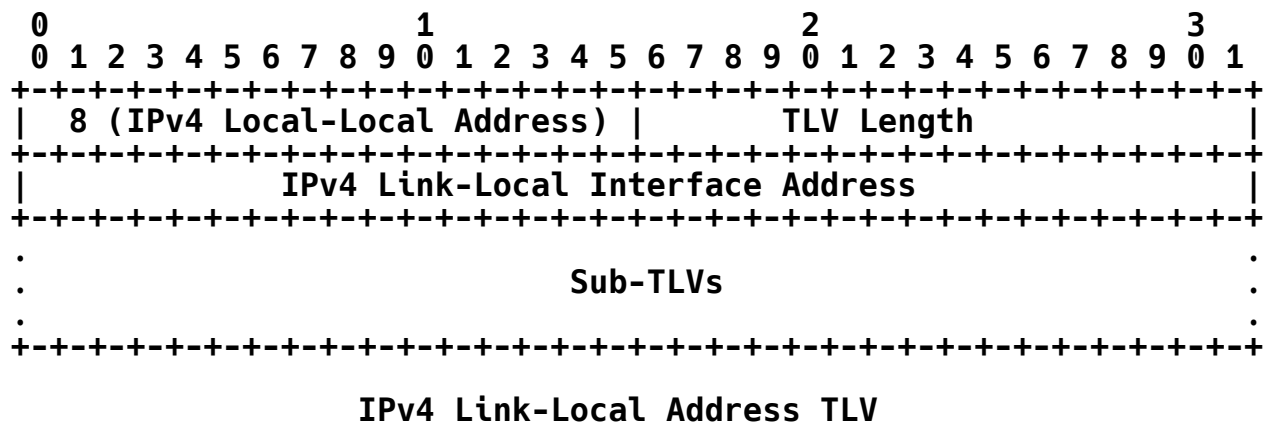 0                   1                   2                   3
0 1 2 3 4 5 6 7 8 9 0 1 2 3 4 5 6 7 8 9 0 1 2 3 4 5 6 7 8 9 0 1
+-+-+-+-+-+-+-+-+-+-+-+-+-+-+-+-+-+-+-+-+-+-+-+-+-+-+-+-+-+-+-+-+
|  8 (IPv4 Local-Local Address) |       TLV Length              |
+-+-+-+-+-+-+-+-+-+-+-+-+-+-+-+-+-+-+-+-+-+-+-+-+-+-+-+-+-+-+-+-+
|             IPv4 Link-Local Interface Address                 |
+-+-+-+-+-+-+-+-+-+-+-+-+-+-+-+-+-+-+-+-+-+-+-+-+-+-+-+-+-+-+-+-+
.                                                               .
.                            Sub-TLVs                           .
.                                                               .
+-+-+-+-+-+-+-+-+-+-+-+-+-+-+-+-+-+-+-+-+-+-+-+-+-+-+-+-+-+-+-+-+
IPv4 Link-Local Address TLV